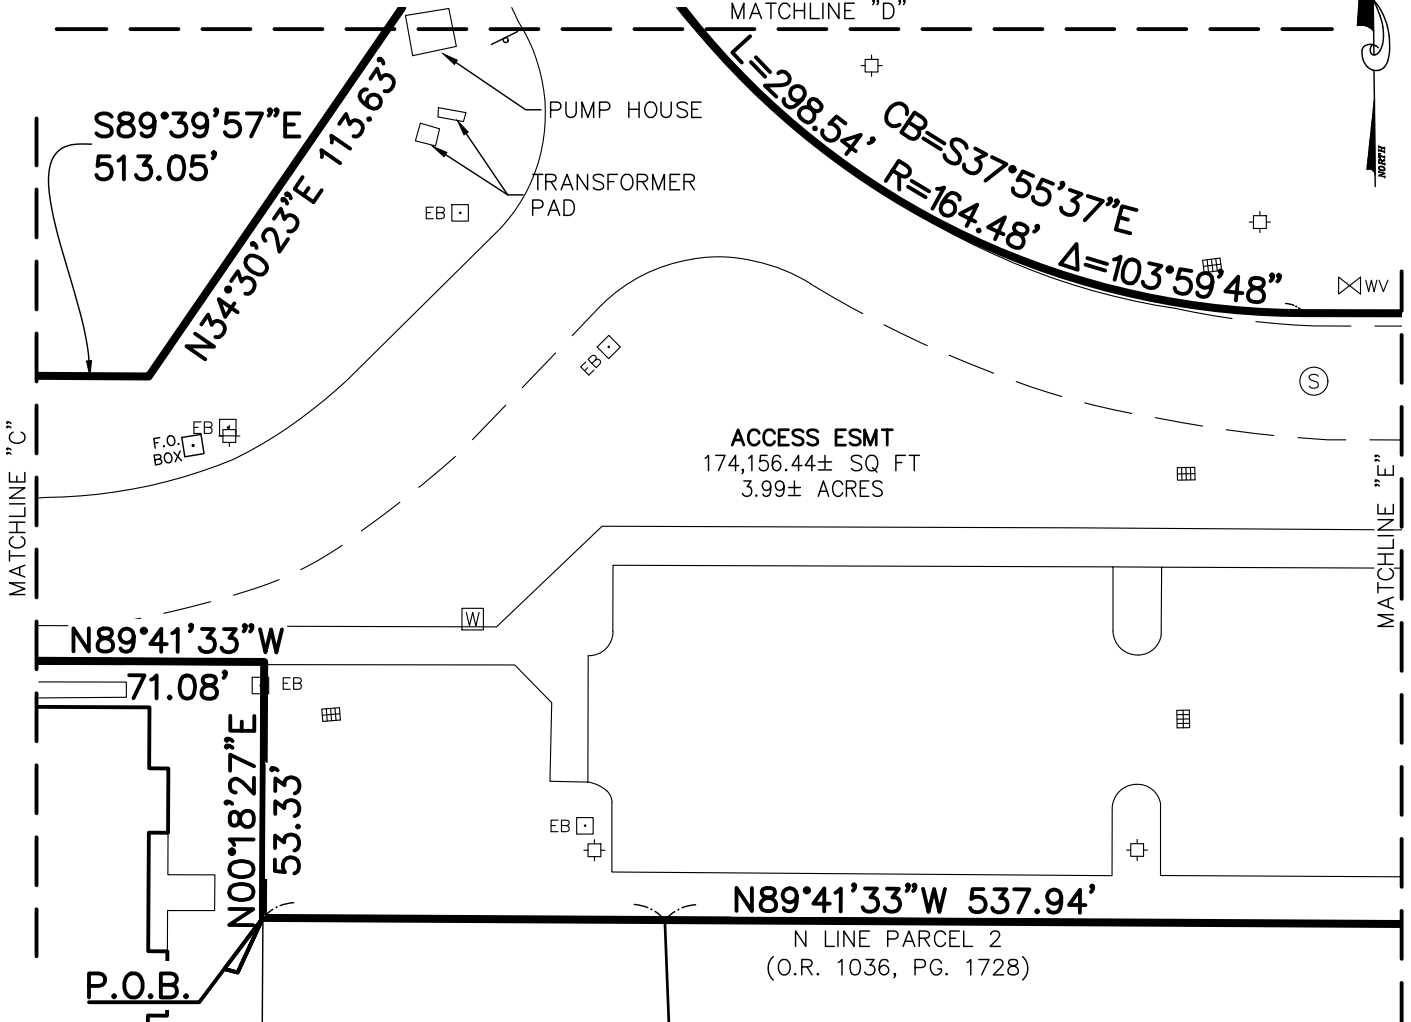 MATCHLINE "D"
S89°39'57"E
513.05'
N34°30'23"E 113.63'
PUMP HOUSE
TRANSFORMER
PAD
EB
L=298.54' R=164.48' Δ=103°59'48"
CB=S37°55'37"E
NORTH
WV
EB
S
EB
F.O.
BOX
MATCHLINE "C"
ACCESS ESMT
174,156.44± SQ FT
3.99± ACRES
MATCHLINE "E"
W
N89°41'33"W
71.08'
EB
N00°18'27"E
53.33'
EB
N89°41'33"W 537.94'
N LINE PARCEL 2
(O.R. 1036, PG. 1728)
P.O.B.